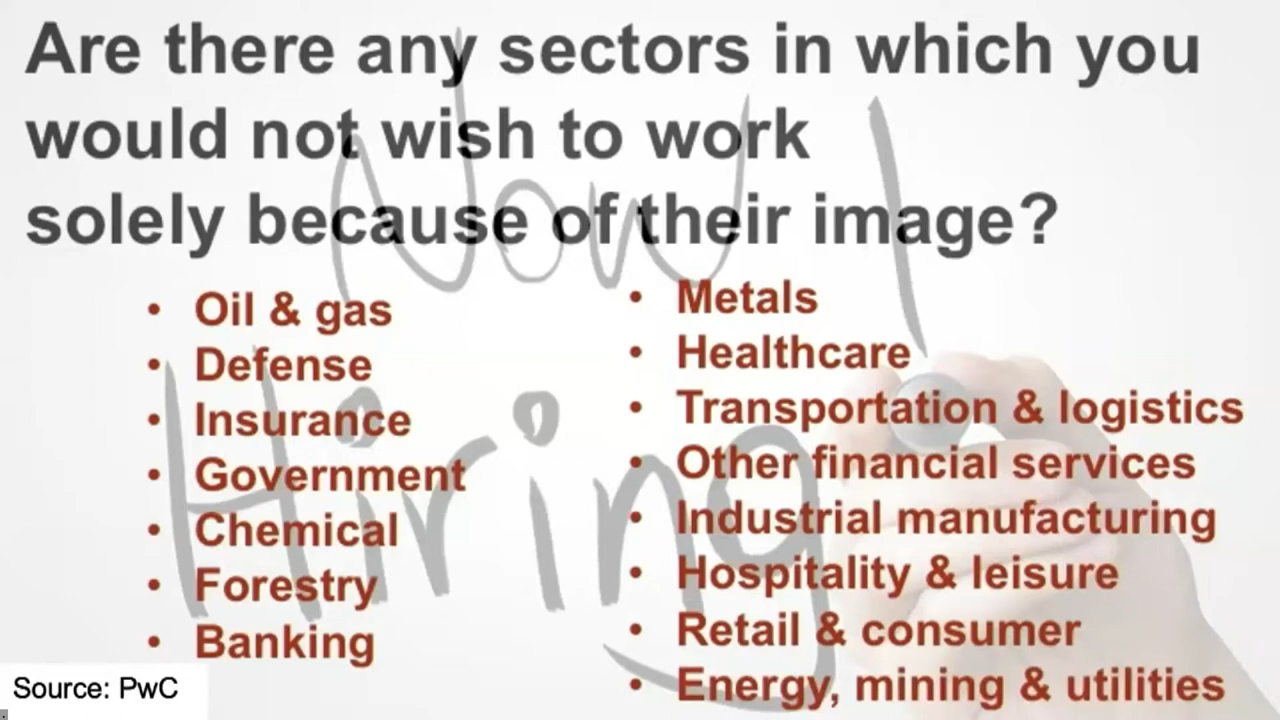 Are there any sectors in which you
would not wish to work
solely because of their image?
• Oil & gas
• Defense
• Insurance
• Government
• Chemical
• Forestry
• Banking
• Metals
• Healthcare
• Transportation & logistics
• Other financial services
• Industrial manufacturing
• Hospitality & leisure
• Retail & consumer
• Energy, mining & utilities
Now !
Hiring
Source: PwC